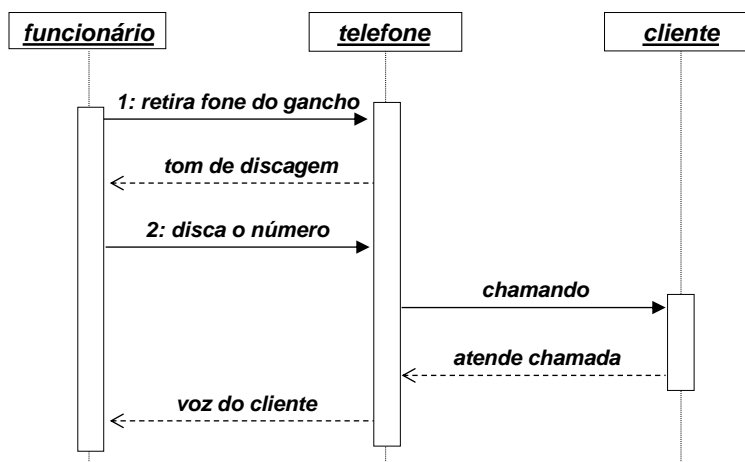 funcionário
telefone
cliente
1: retira fone do gancho
tom de discagem
2: disca o número
chamando
atende chamada
voz do cliente